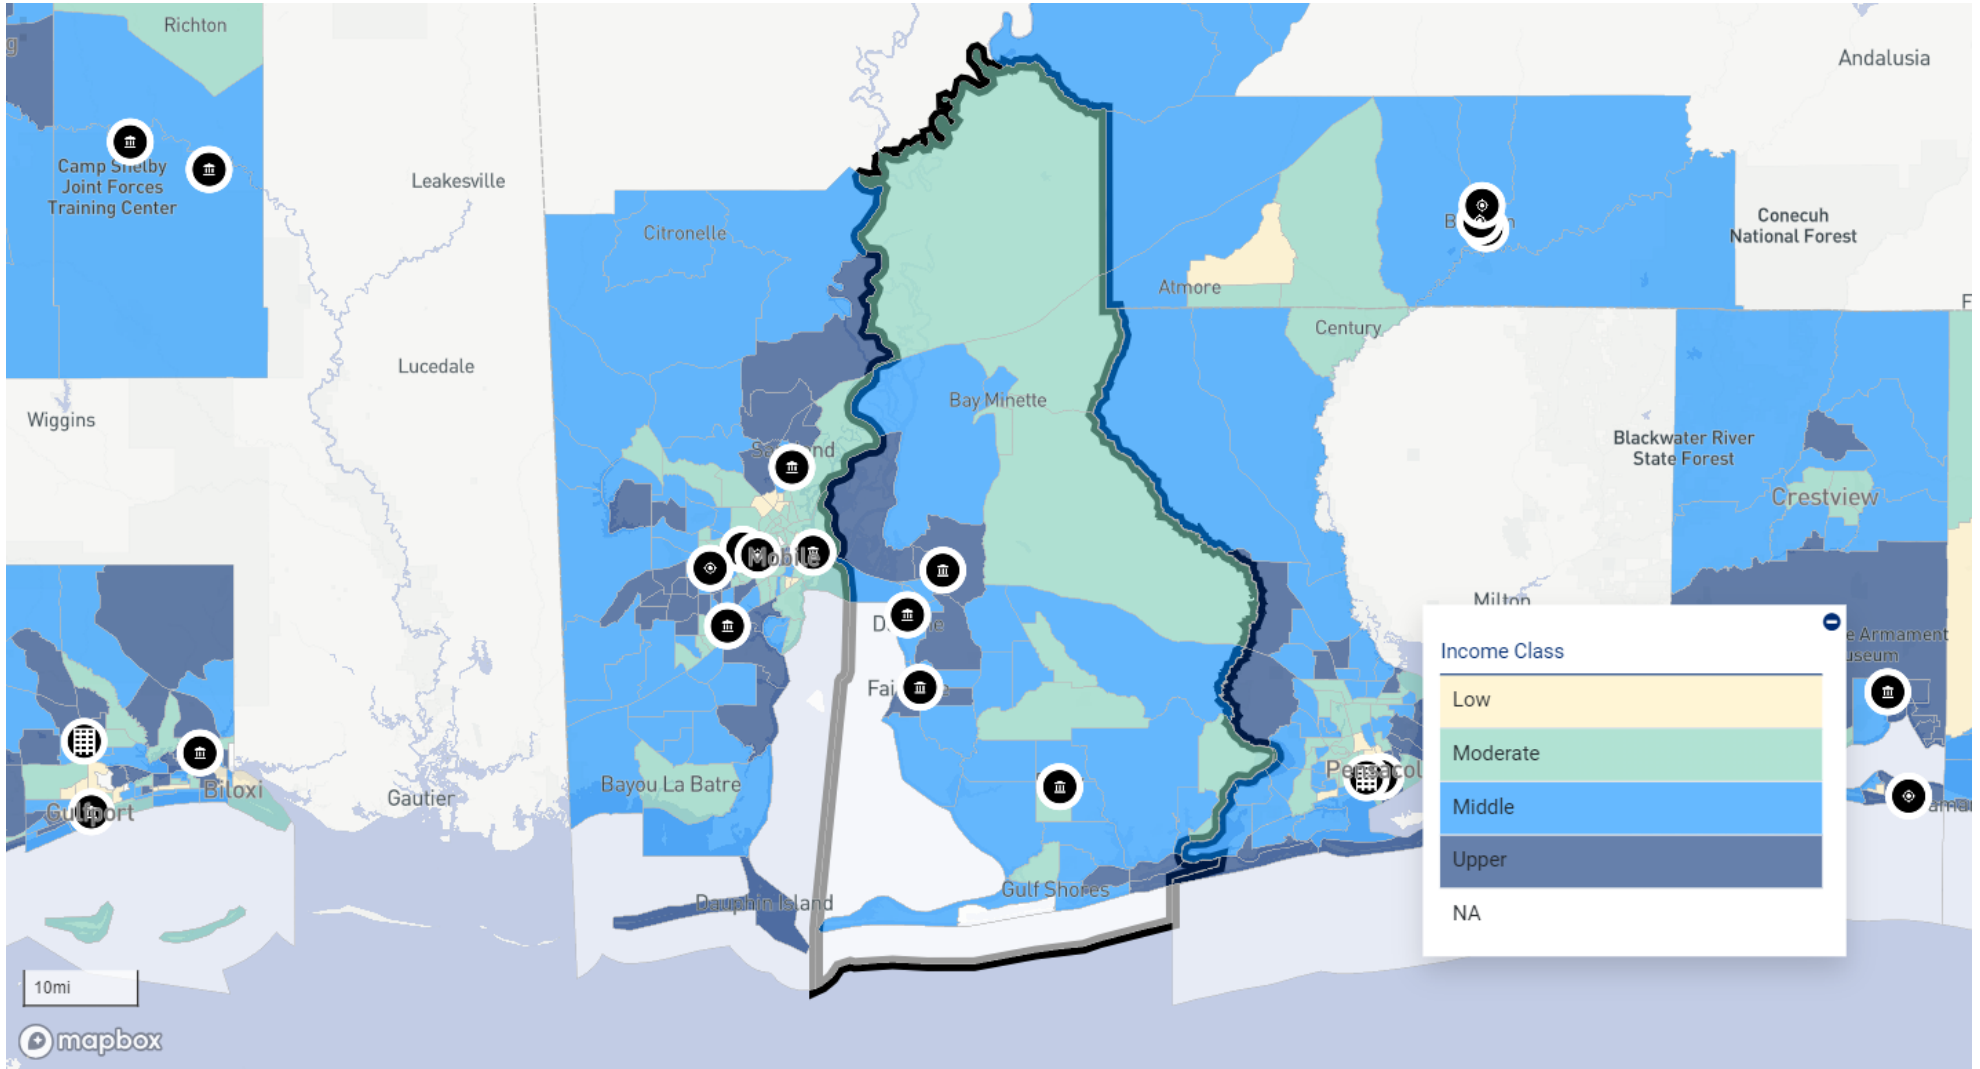 Richton
Andalusia
Camp Shelby
Joint Forces
Training Center
Leakesville
Citronelle
Conecuh
National Forest
Atmore
Century
Lucedale
Wiggins
Bay Minette
Blackwater River
State Forest
Crestview
Mobile
Milton
Armament
Bayou La Batre
Gautier
Biloxi
Gulfport
Gulf Shores
Dauphin Island
Income Class
Low
Moderate
Middle
Upper
NA
10mi
mapbox